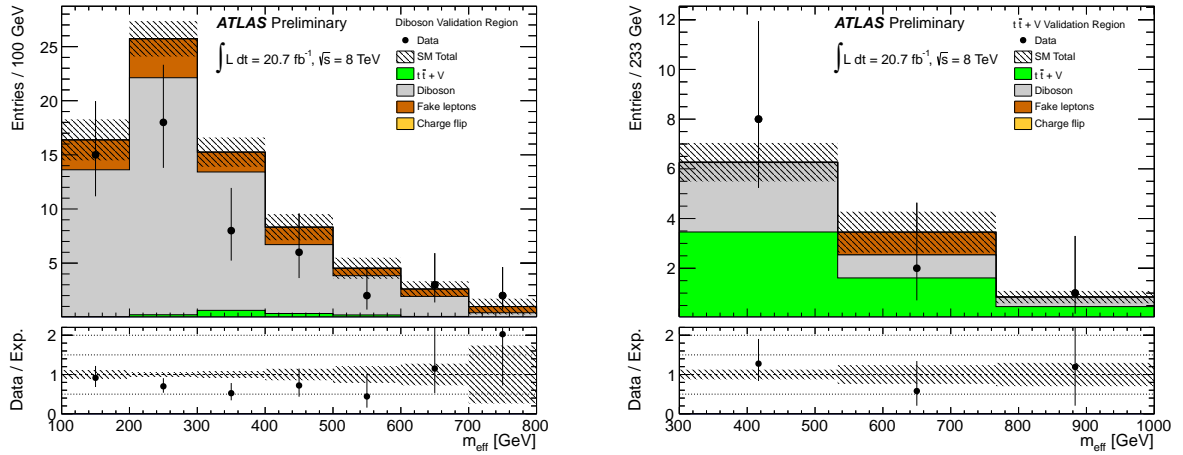 ATLAS Preliminary
Diboson Validation Region
∫ L dt = 20.7 fb⁻¹, √s = 8 TeV
Data
SM Total
t t̄ + V
Diboson
Fake leptons
Charge flip
Entries / 100 GeV
25
20
15
10
5
Data / Exp.
2
1
0
100 200 300 400 500 600 700 800
m_eff [GeV]
ATLAS Preliminary
t t̄ + V Validation Region
∫ L dt = 20.7 fb⁻¹, √s = 8 TeV
Data
SM Total
t t̄ + V
Diboson
Fake leptons
Charge flip
Entries / 233 GeV
12
10
8
6
4
2
Data / Exp.
2
1
0
300 400 500 600 700 800 900 1000
m_eff [GeV]